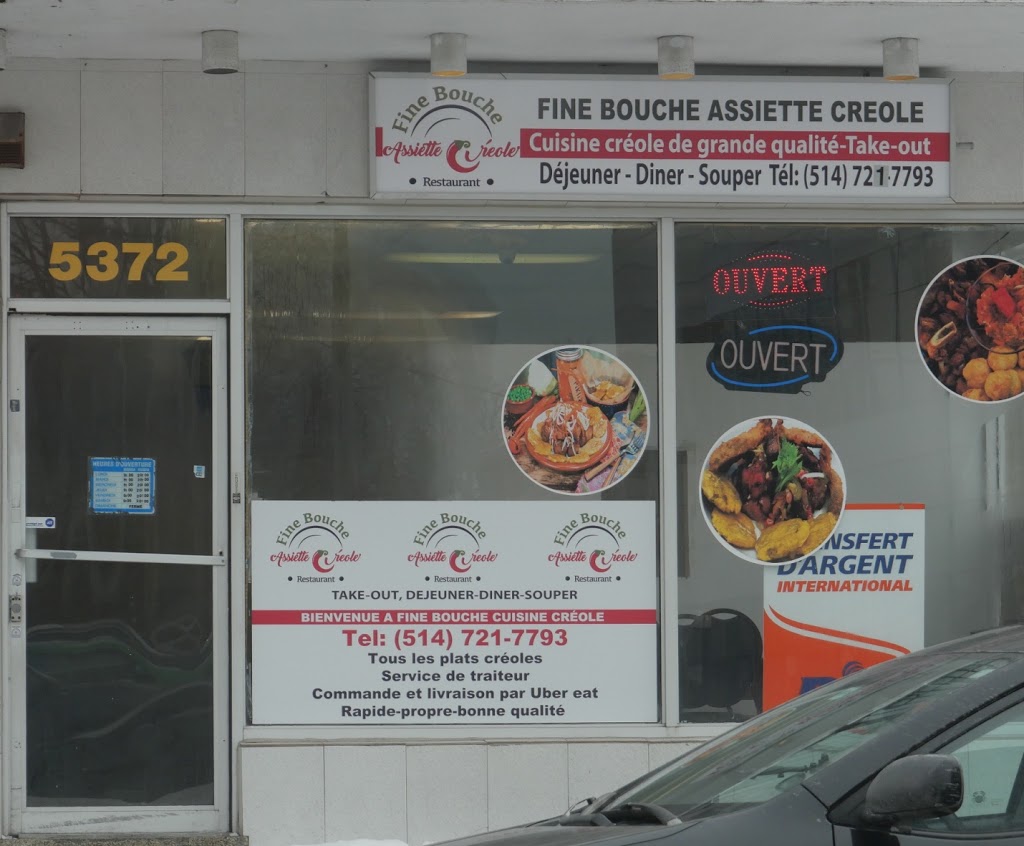 Fine Bouche
Assiette Créole
• Restaurant •
FINE BOUCHE ASSIETTE CREOLE
Cuisine créole de grande qualité-Take-out
Déjeuner - Diner - Souper Tél: (514) 721-7793
5372
OUVERT
OUVERT
HEURES D'OUVERTURE
NSFERT
D'ARGENT
INTERNATIONAL
Fine Bouche
Assiette Créole
• Restaurant •
Fine Bouche
Assiette Créole
• Restaurant •
Fine Bouche
Assiette Créole
• Restaurant •
TAKE-OUT, DEJEUNER-DINER-SOUPER
BIENVENUE A FINE BOUCHE CUISINE CRÉOLE
Tel: (514) 721-7793
Tous les plats créoles
Service de traiteur
Commande et livraison par Uber eat
Rapide-propre-bonne qualité